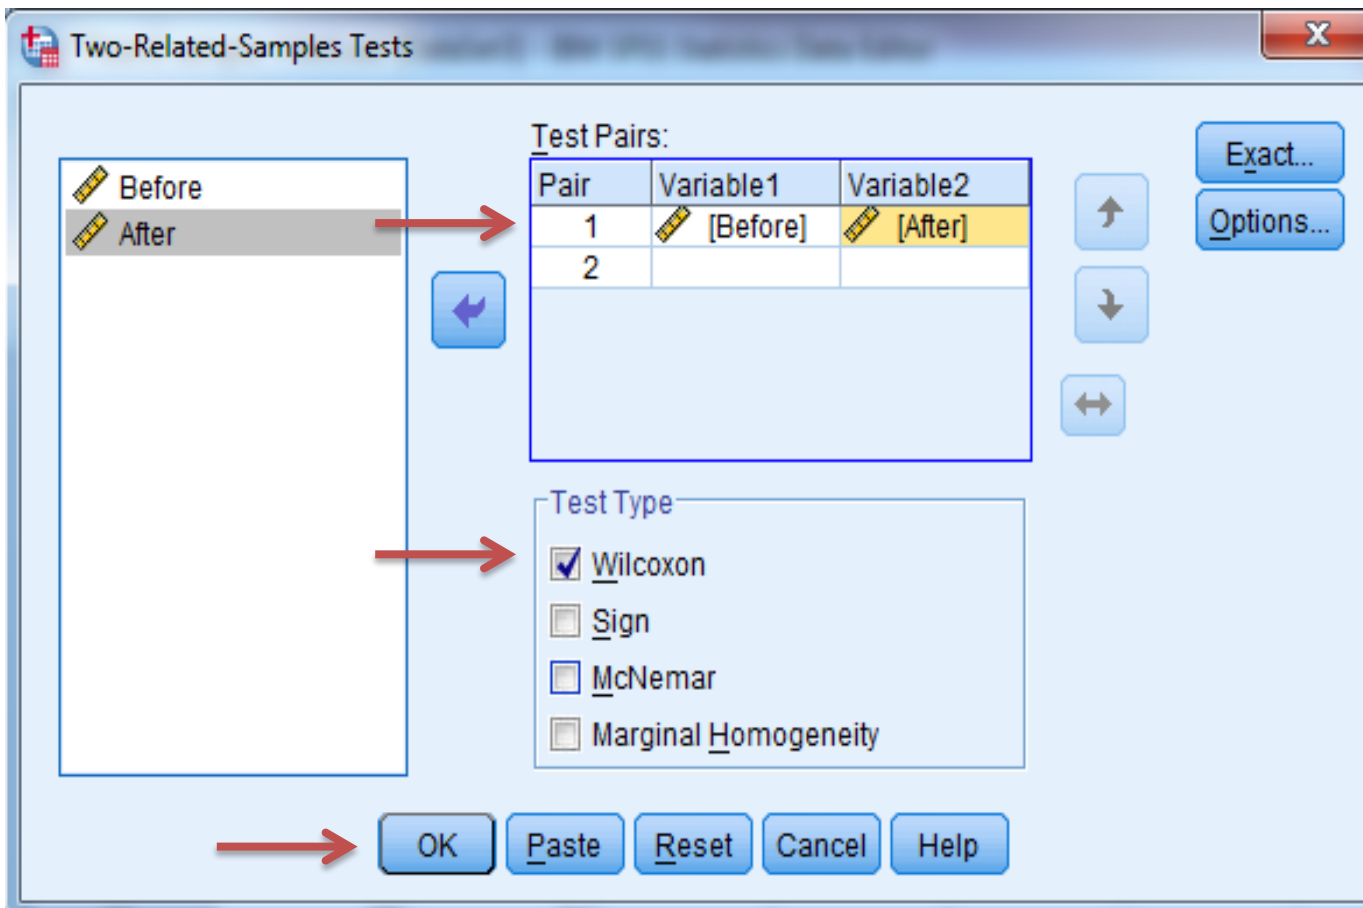 Two-Related-Samples Tests
X
Before
After
Test Pairs:
Pair Variable1 Variable2
1 [Before] [After]
2
Exact...
Options...
Test Type
Wilcoxon
Sign
McNemar
Marginal Homogeneity
OK Paste Reset Cancel Help